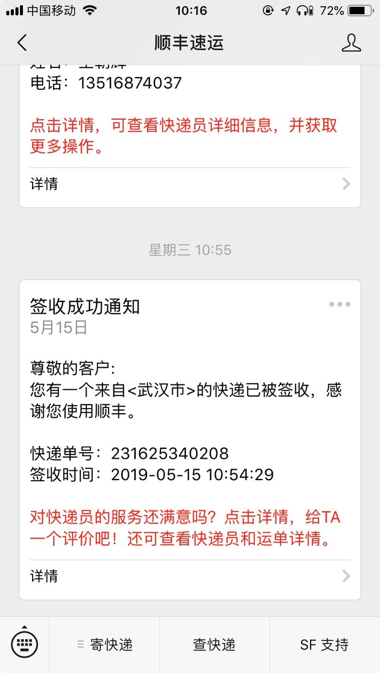 中国移动
10:16
72%
顺丰速运
电话：13516874037
点击详情，可查看快递员详细信息，并获取
更多操作。
详情
星期三 10:55
签收成功通知
5月15日
尊敬的客户：
您有一个来自<武汉市>的快递已被签收，感
谢您使用顺丰。
快递单号：231625340208
签收时间：2019-05-15 10:54:29
对快递员的服务还满意吗？点击详情，给TA
一个评价吧！还可查看快递员和运单详情。
详情
寄快递
查快递
SF 支持